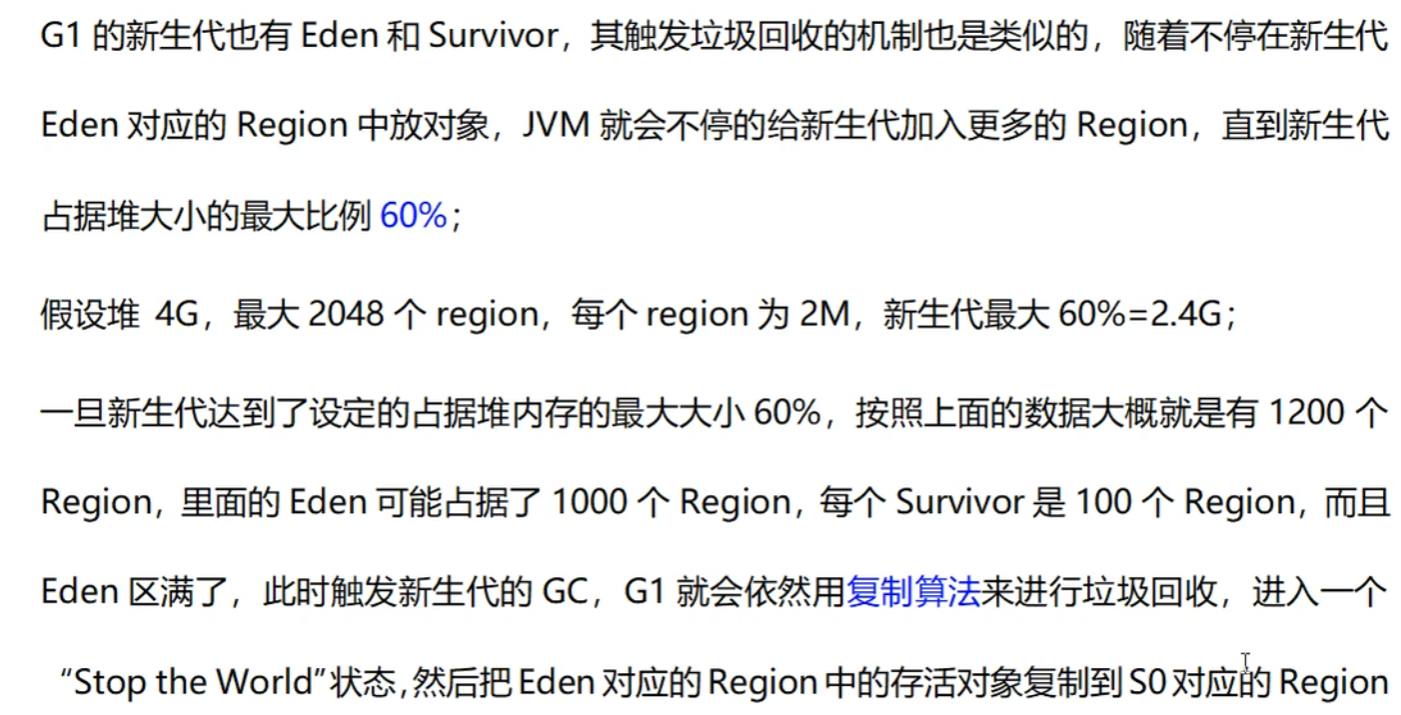 G1 的新生代也有 Eden 和 Survivor，其触发垃圾回收的机制也是类似的，随着不停在新生代
Eden 对应的 Region 中放对象，JVM 就会不停的给新生代加入更多的 Region，直到新生代
占据堆大小的最大比例 60%；
假设堆 4G，最大 2048 个 region，每个 region 为 2M，新生代最大 60%=2.4G；
一旦新生代达到了设定的占据堆内存的最大大小 60%，按照上面的数据大概就是有 1200 个
Region，里面的 Eden 可能占据了 1000 个 Region，每个 Survivor 是 100 个 Region，而且
Eden 区满了，此时触发新生代的 GC，G1 就会依然用复制算法来进行垃圾回收，进入一个
“Stop the World”状态,然后把 Eden 对应的 Region 中的存活对象复制到 S0 对应的 Region